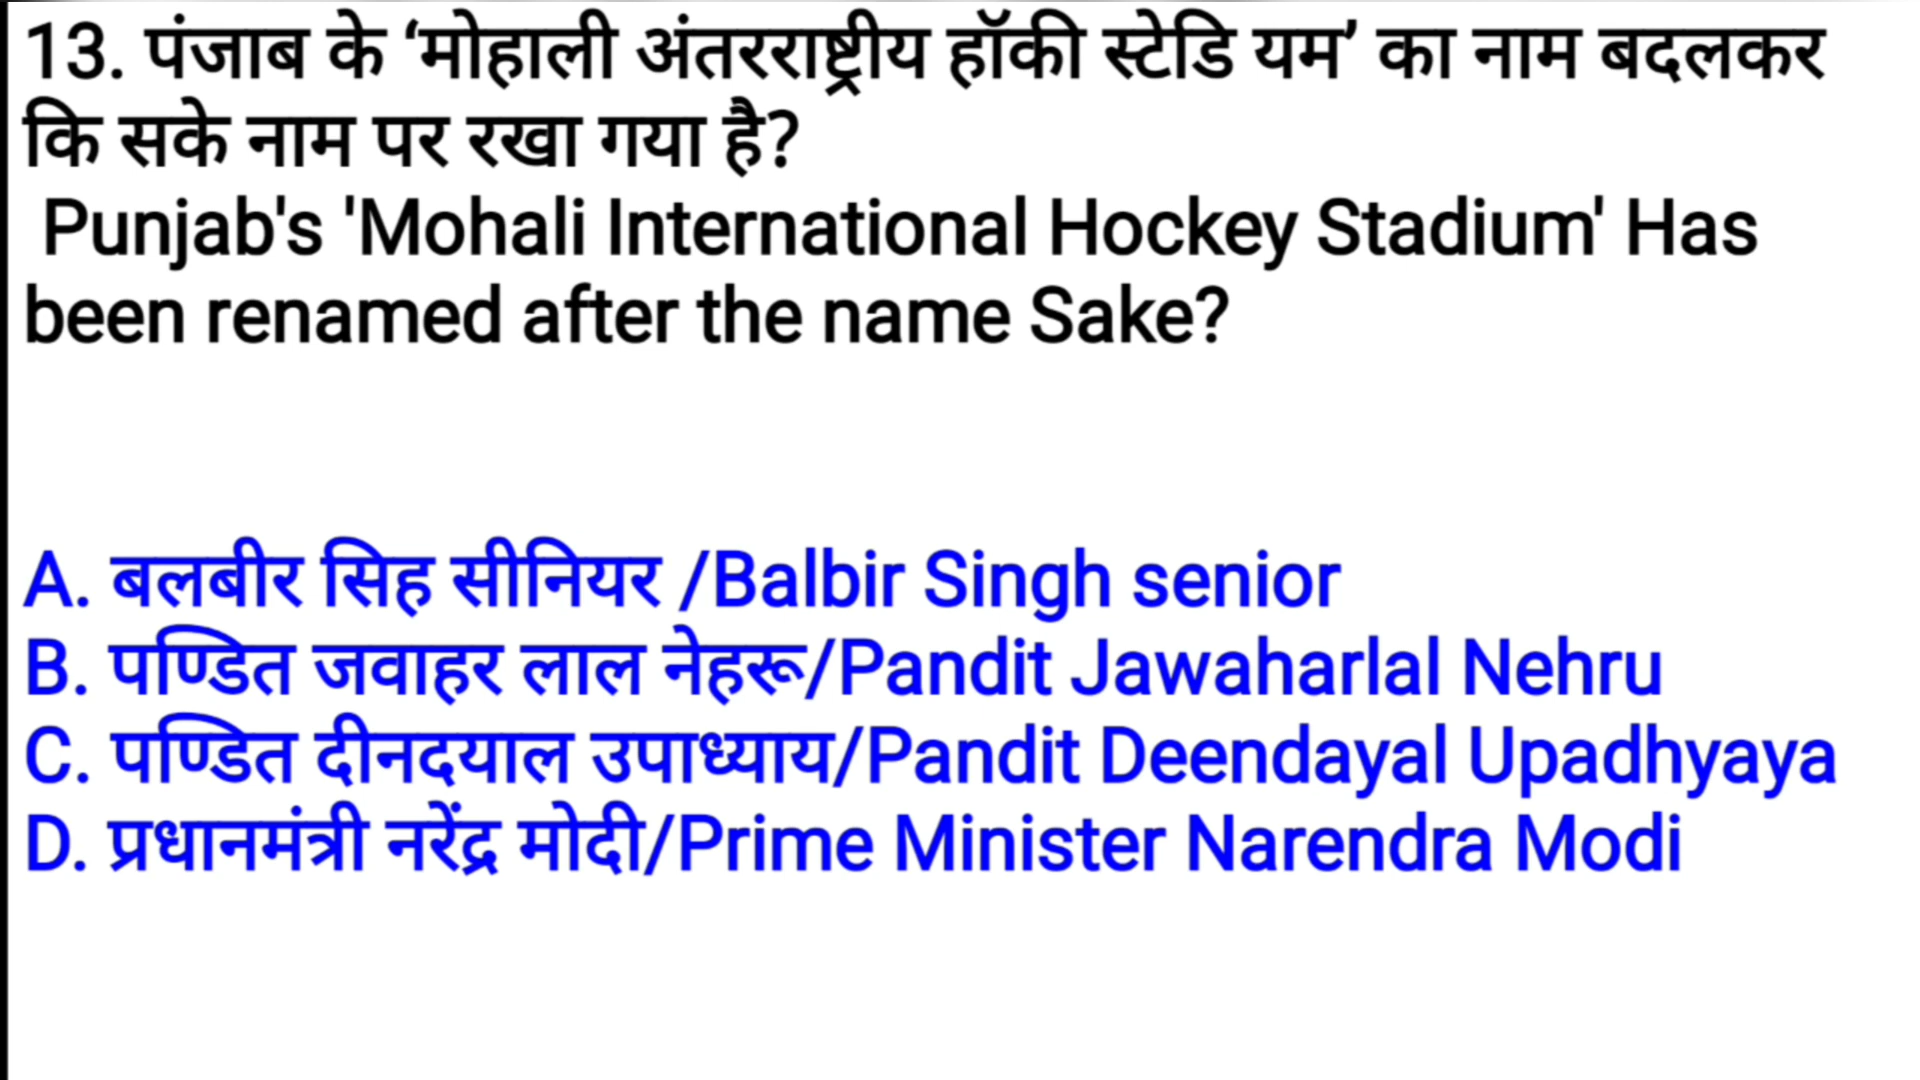 13. पंजाब के ‘मोहाली अंतरराष्ट्रीय हॉकी स्टेडि यम’ का नाम बदलकर
कि सके नाम पर रखा गया है?
Punjab's 'Mohali International Hockey Stadium' Has
been renamed after the name Sake?
A. बलबीर सिह सीनियर /Balbir Singh senior
B. पण्डित जवाहर लाल नेहरू/Pandit Jawaharlal Nehru
C. पण्डित दीनदयाल उपाध्याय/Pandit Deendayal Upadhyaya
D. प्रधानमंत्री नरेंद्र मोदी/Prime Minister Narendra Modi